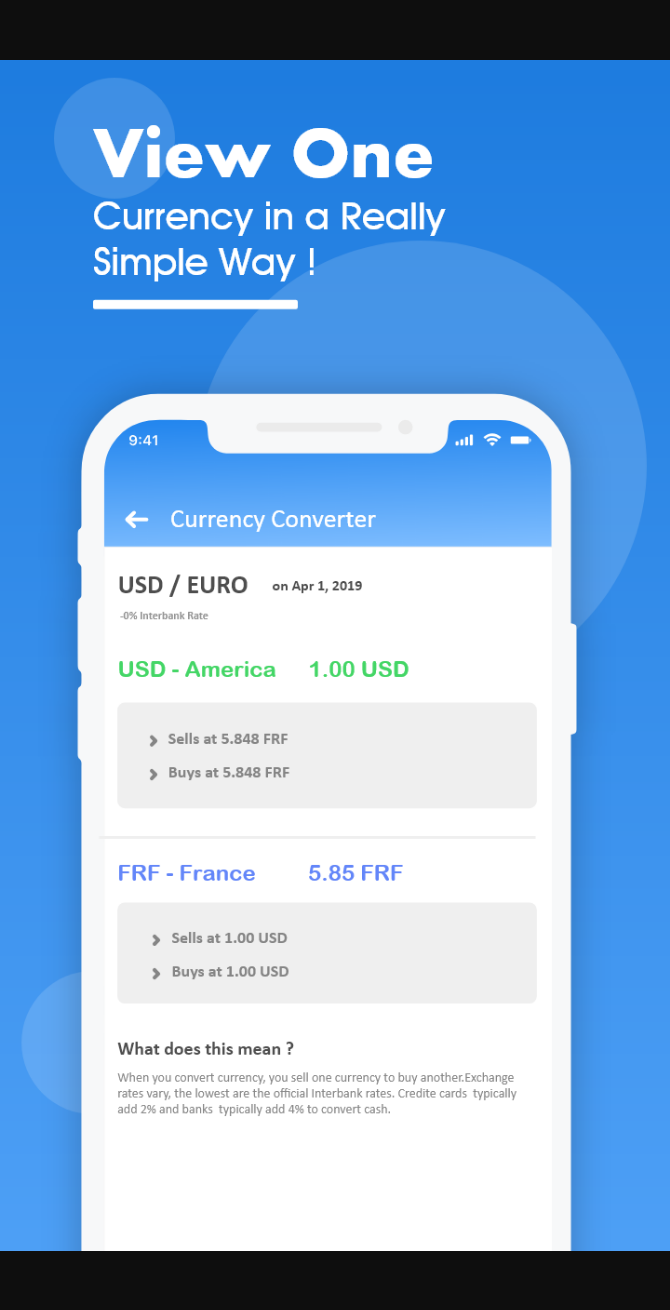 View One
Currency in a Really
Simple Way !
9:41
Currency Converter
USD / EURO on Apr 1, 2019
-0% Interbank Rate
USD - America 1.00 USD
Sells at 5.848 FRF
Buys at 5.848 FRF
FRF - France 5.85 FRF
Sells at 1.00 USD
Buys at 1.00 USD
What does this mean ?
When you convert currency, you sell one currency to buy another.Exchange
rates vary, the lowest are the official Interbank rates. Credite cards typically
add 2% and banks typically add 4% to convert cash.